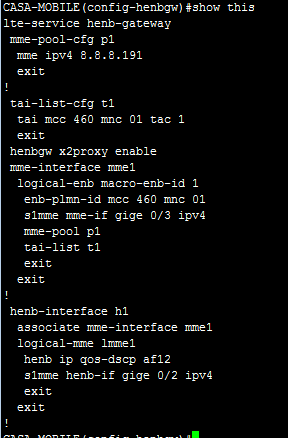 CASA-MOBILE(config-henbgw)#show this
lte-service henb-gateway
mme-pool-cfg p1
mme ipv4 8.8.8.191
exit
!
tai-list-cfg t1
tai mcc 460 mnc 01 tac 1
exit
henbgw x2proxy enable
mme-interface mme1
logical-enb macro-enb-id 1
enb-plmn-id mcc 460 mnc 01
s1mme mme-if gige 0/3 ipv4
mme-pool p1
tai-list t1
exit
exit
!
henb-interface h1
associate mme-interface mme1
logical-mme lmme1
henb ip qos-dscp af12
s1mme henb-if gige 0/2 ipv4
exit
exit
!
CASA-MOBILE(config-henbgw)#